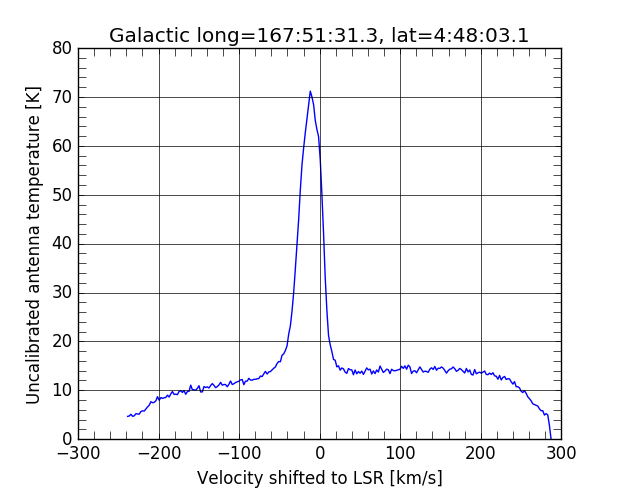 Galactic long=167:51:31.3, lat=4:48:03.1
80
70
60
50
40
30
20
10
0
Uncalibrated antenna temperature [K]
−300 −200 −100 0 100 200 300
Velocity shifted to LSR [km/s]